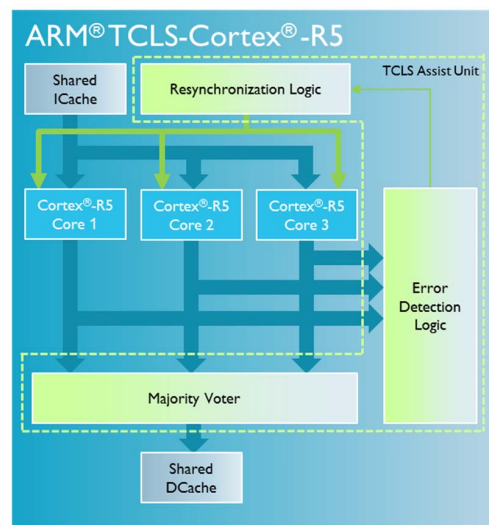 ARM® TCLS-Cortex®-R5
Shared
ICache
Resynchronization Logic
TCLS Assist Unit
Cortex®-R5
Core 1
Cortex®-R5
Core 2
Cortex®-R5
Core 3
Error
Detection
Logic
Majority Voter
Shared
DCache